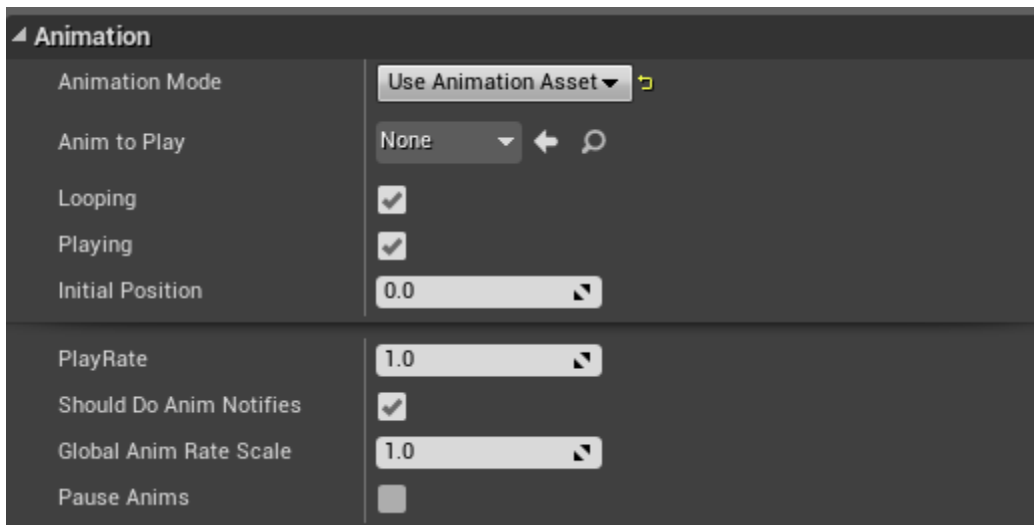 Animation
Animation Mode Use Animation Asset
Anim to Play None
Looping
Playing
Initial Position 0.0
PlayRate 1.0
Should Do Anim Notifies
Global Anim Rate Scale 1.0
Pause Anims